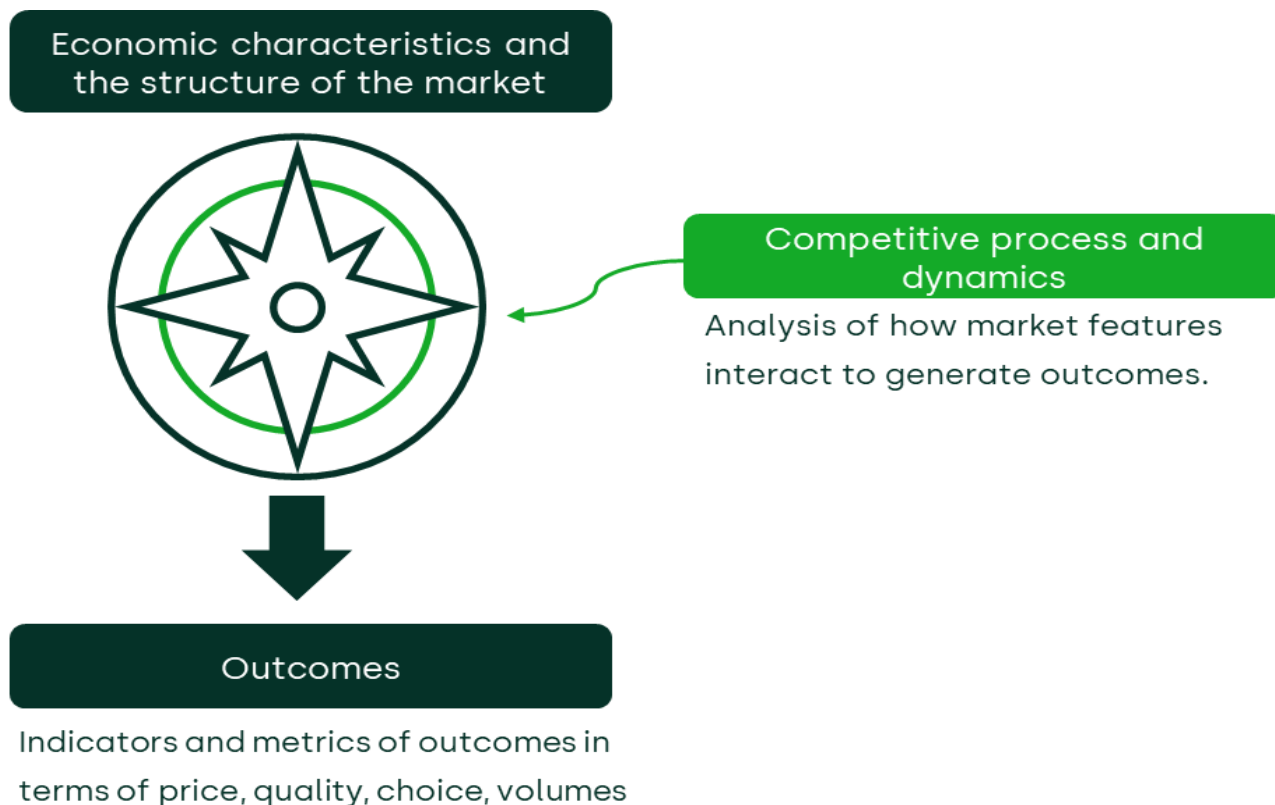 Economic characteristics and
the structure of the market
Competitive process and
dynamics
Analysis of how market features
interact to generate outcomes.
Outcomes
Indicators and metrics of outcomes in
terms of price, quality, choice, volumes